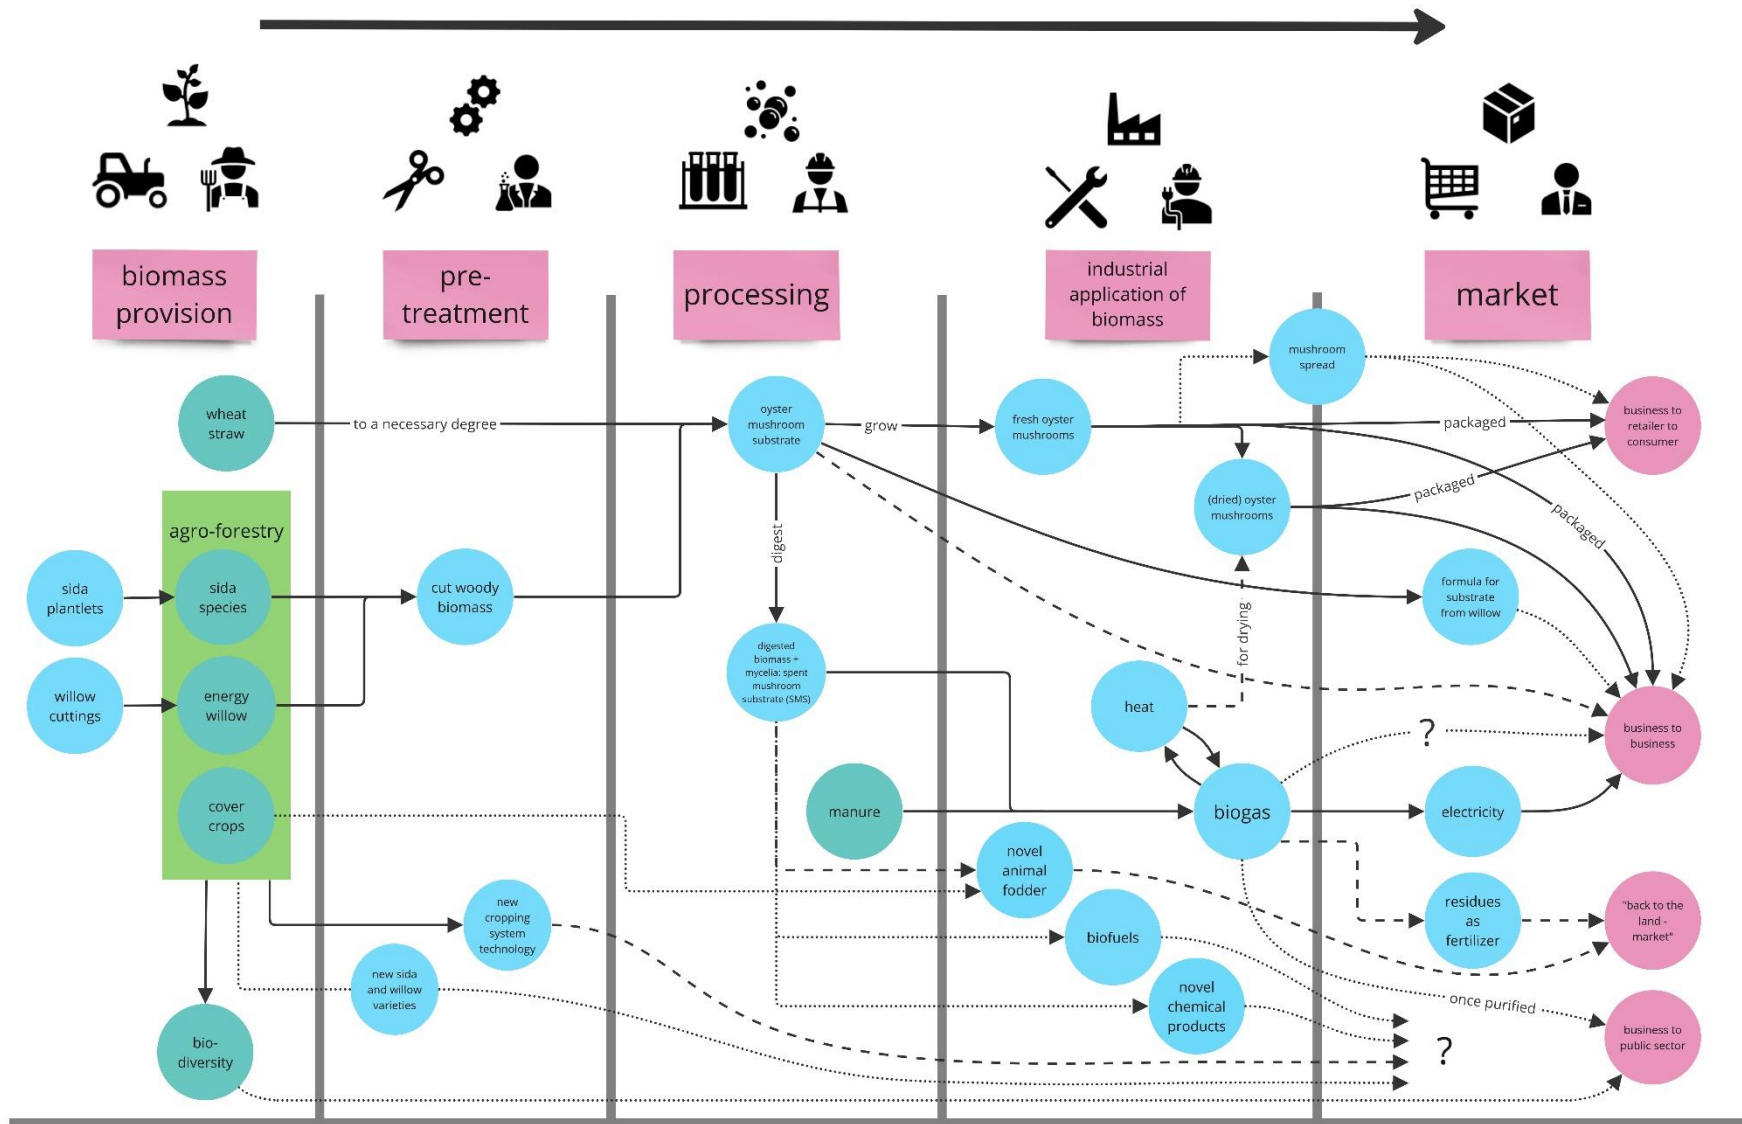 biomass
provision
pre-
treatment
processing
industrial
application of
biomass
market
mushroom
spread
wheat
straw
to a necessary degree
oyster
mushroom
substrate
grow
fresh oyster
mushrooms
packaged
business to
retailer to
consumer
(dried) oyster
mushrooms
packaged
packaged
digest
agro-forestry
sida
plantlets
sida
species
cut woody
biomass
formula for
substrate
from willow
for drying
digested
biomass +
mycelia: spent
mushroom
substrate (SMS)
willow
cuttings
energy
willow
heat
?
business to
business
cover
crops
manure
biogas
electricity
novel
animal
fodder
new
cropping
system
technology
biofuels
residues
as
fertilizer
"back to the
land -
market"
new sida
and willow
varieties
novel
chemical
products
once purified
bio-
diversity
?
business to
public sector